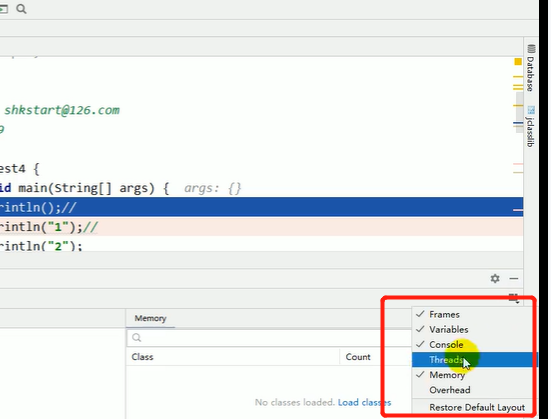 shkstart@126.com
9
est4 {
id main(String[] args) {  args: {}
rintln();//
rintln("1");//
rintln("2");
Database
jclasslib
Memory
Class
Count
No classes loaded. Load classes
Frames
Variables
Console
Threads
Memory
Overhead
Restore Default Layout